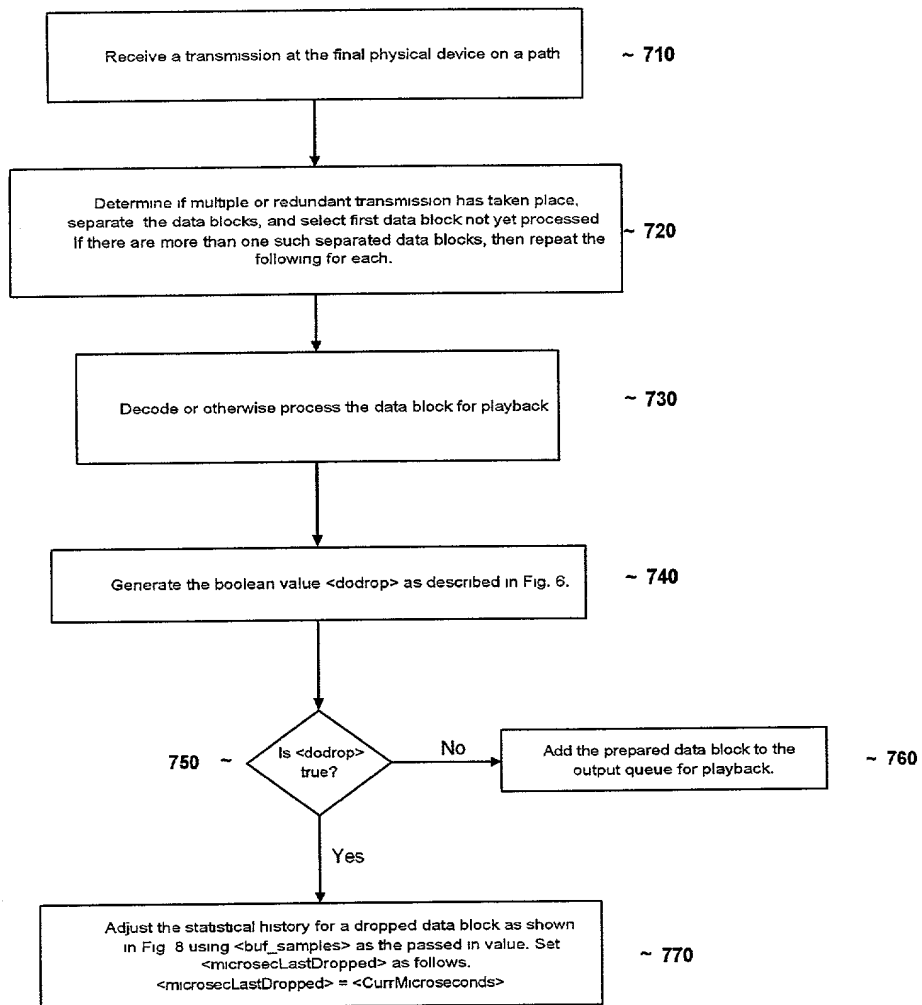 Receive a transmission at the final physical device on a path
~ 710
Determine if multiple or redundant transmission has taken place,
separate the data blocks, and select first data block not yet processed
If there are more than one such separated data blocks, then repeat the
following for each.
~ 720
Decode or otherwise process the data block for playback
~ 730
Generate the boolean value <dodrop> as described in Fig. 6.
~ 740
750 ~
Is <dodrop>
true?
No
Add the prepared data block to the
output queue for playback.
~ 760
Yes
Adjust the statistical history for a dropped data block as shown
in Fig 8 using <buf_samples> as the passed in value. Set
<microsecLastDropped> as follows.
<microsecLastDropped> = <CurrMicroseconds>
~ 770